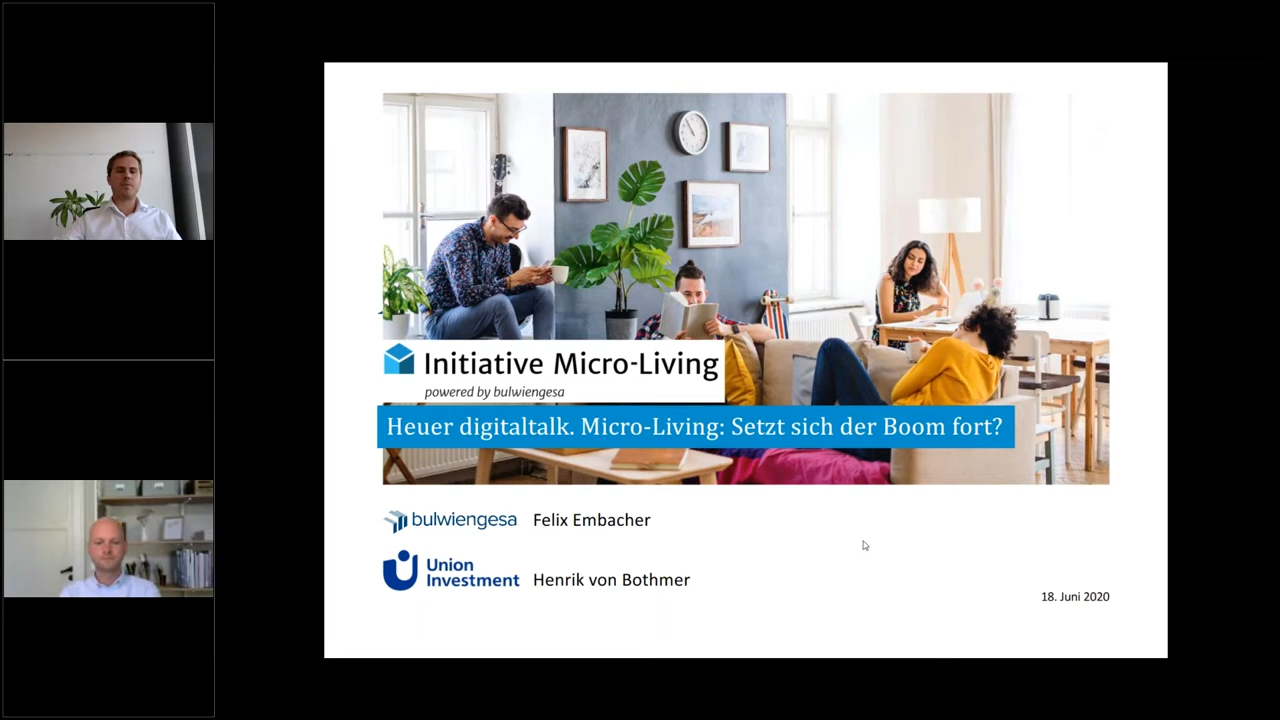 Initiative Micro-Living
powered by bulwiengesa
Heuer digitaltalk. Micro-Living: Setzt sich der Boom fort?
bulwiengesa Felix Embacher
Union
Investment Henrik von Bothmer
18. Juni 2020